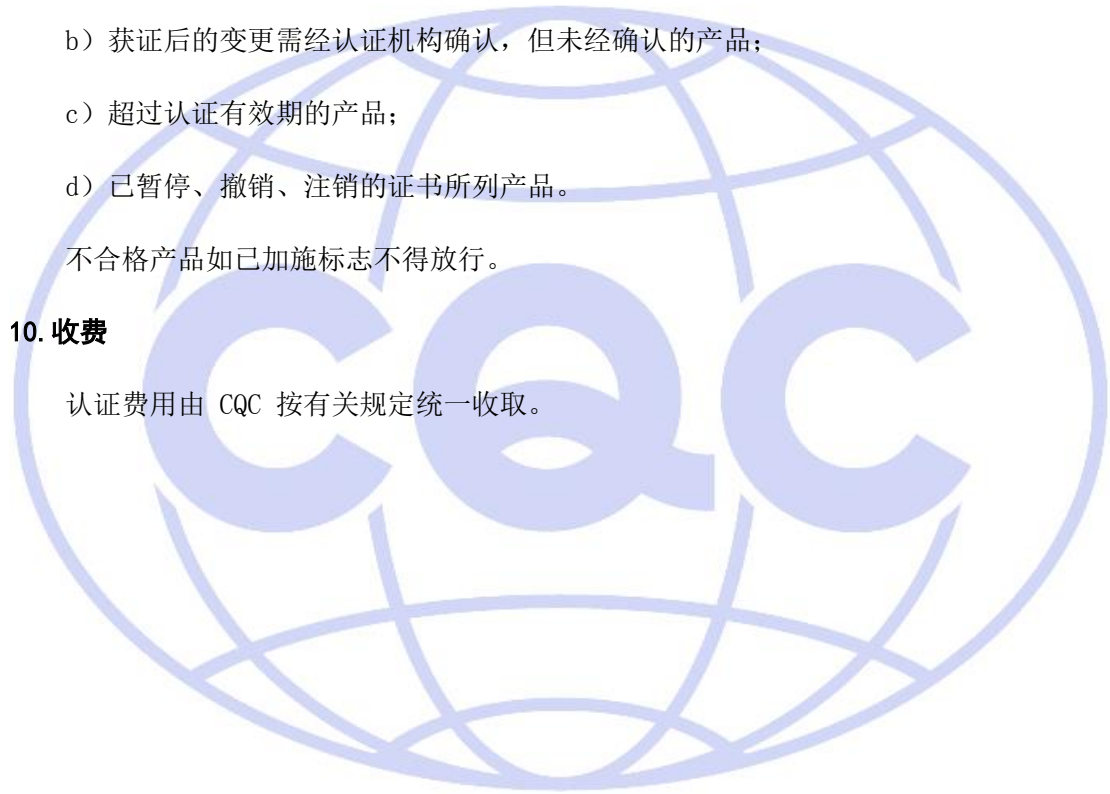 b）获证后的变更需经认证机构确认，但未经确认的产品；
c）超过认证有效期的产品；
d）已暂停、撤销、注销的证书所列产品。
不合格产品如已加施标志不得放行。
10.收费
认证费用由 CQC 按有关规定统一收取。
CQC